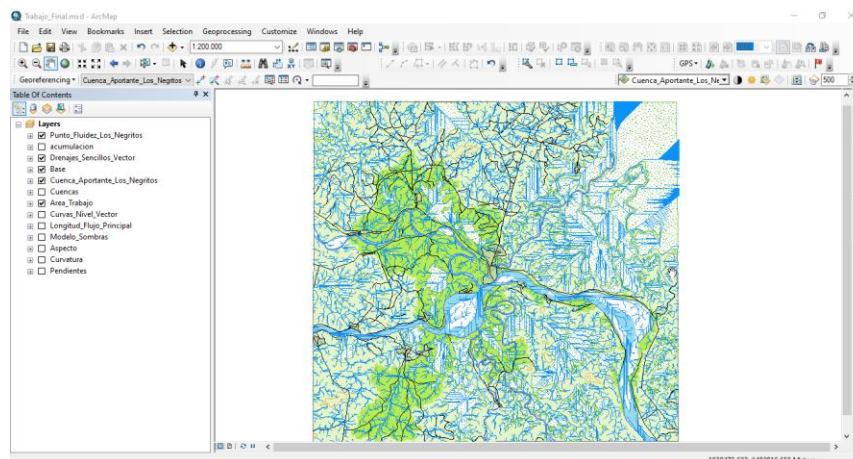 Trabajo_Final.mxd - ArcMap
File Edit View Bookmarks Insert Selection Geoprocessing Customize Windows Help
1:200.000
GPS
Georeferencing Cuenca_Aportante_Los_Negritos
Cuenca_Aportante_Los_Ne
500
Table Of Contents
Layers
Punto_Fluidez_Los_Negritos
acumulacion
Drenajes_Sencillos_Vector
Base
Cuenca_Aportante_Los_Negritos
Cuencas
Area_Trabajo
Curvas_Nivel_Vector
Longitud_Flujo_Principal
Modelo_Sombras
Aspecto
Curvatura
Pendientes